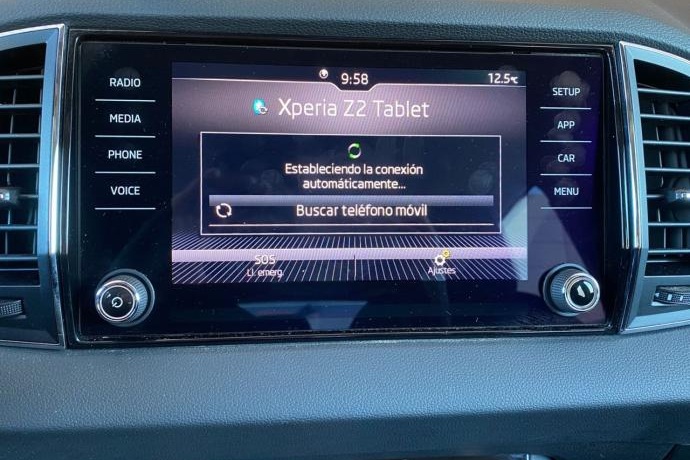 RADIO
MEDIA
PHONE
VOICE
9:58
12.5°C
Xperia Z2 Tablet
Estableciendo la conexión
automáticamente...
Buscar teléfono móvil
SOS
Ll. emerg.
Ajustes
SETUP
APP
CAR
MENU